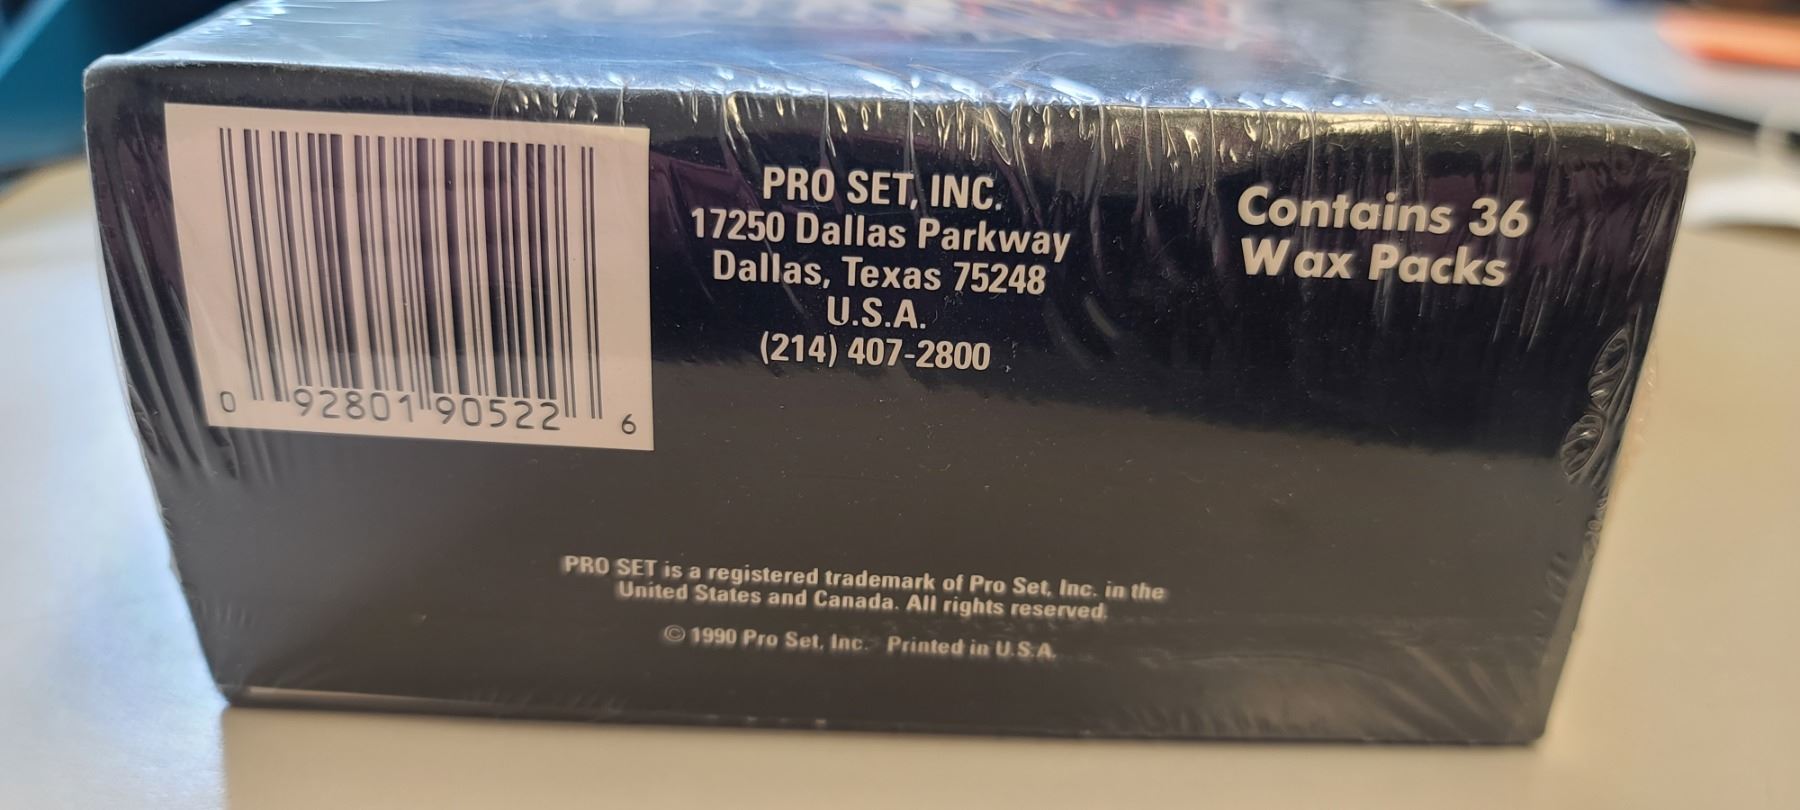 0 92801 90522 6
PRO SET, INC.
17250 Dallas Parkway
Dallas, Texas 75248
U.S.A.
(214) 407-2800
Contains 36
Wax Packs
PRO SET is a registered trademark of Pro Set, Inc. in the
United States and Canada. All rights reserved.
© 1990 Pro Set, Inc. Printed in U.S.A.